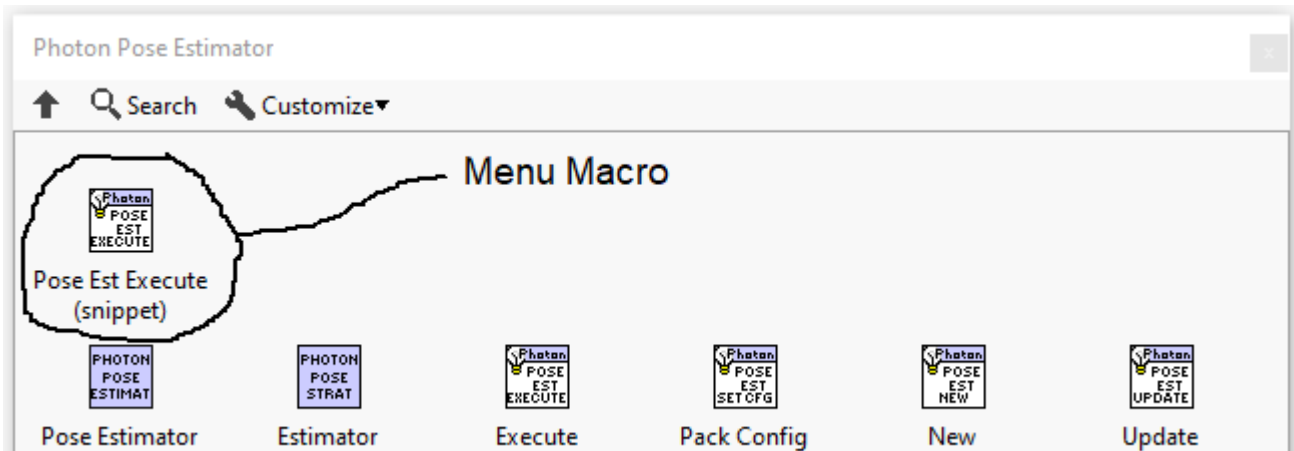 Photon Pose Estimator
x
Search Customize
Menu Macro
Photon
POSE
EST
EXECUTE
Pose Est Execute
(snippet)
PHOTON
POSE
ESTIMAT
PHOTON
POSE
STRAT
Photon
POSE
EST
EXECUTE
Photon
POSE
EST
SET CFG
Photon
POSE
EST
NEW
Photon
POSE
EST
UPDATE
Pose Estimator Estimator Execute Pack Config New Update